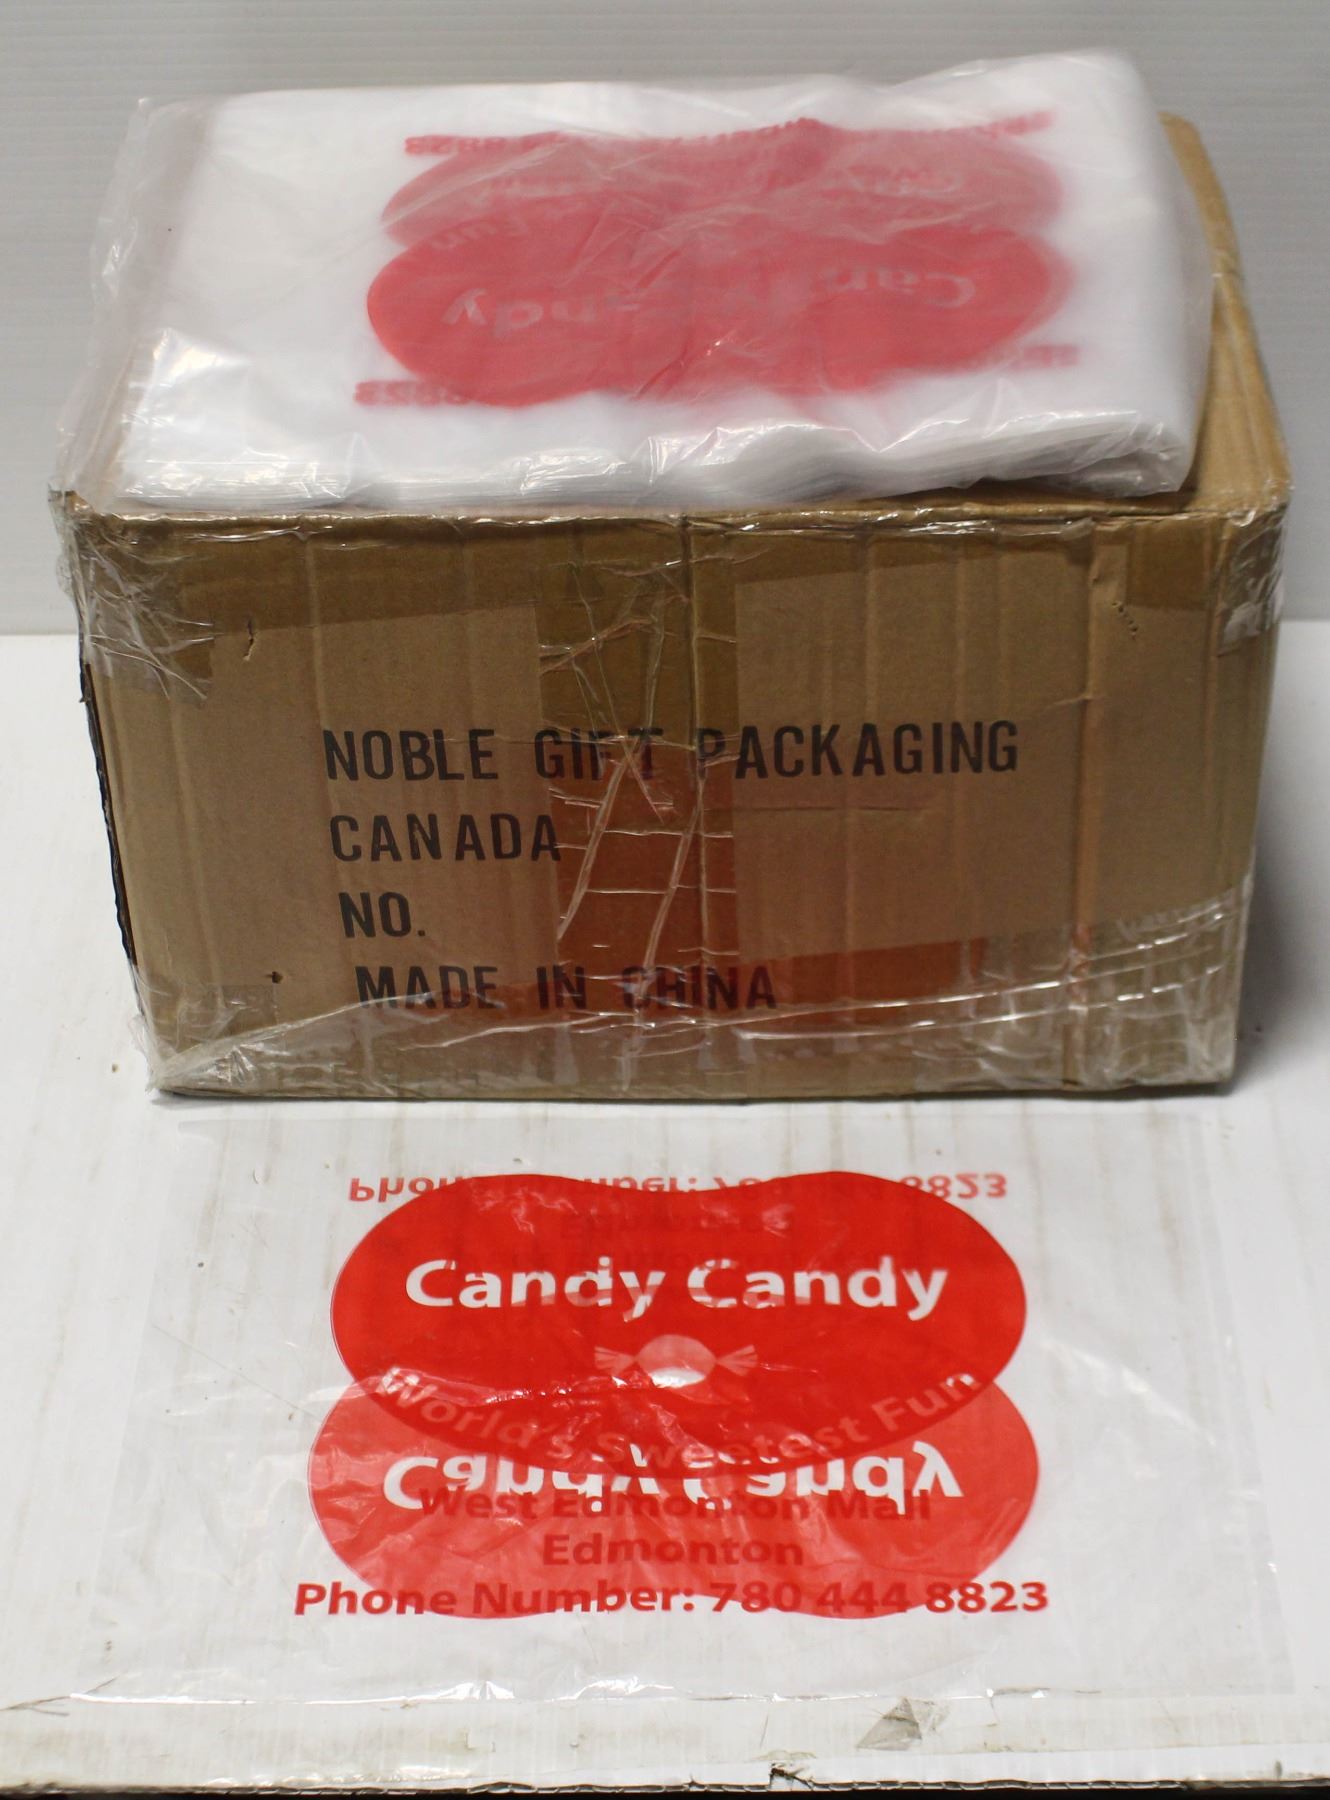 Candy Candy
NOBLE GIFT PACKAGING
CANADA
NO.
MADE IN CHINA
Candy Candy
World's Sweetest Fun
West Edmonton Mall
Edmonton
Phone Number: 780 444 8823